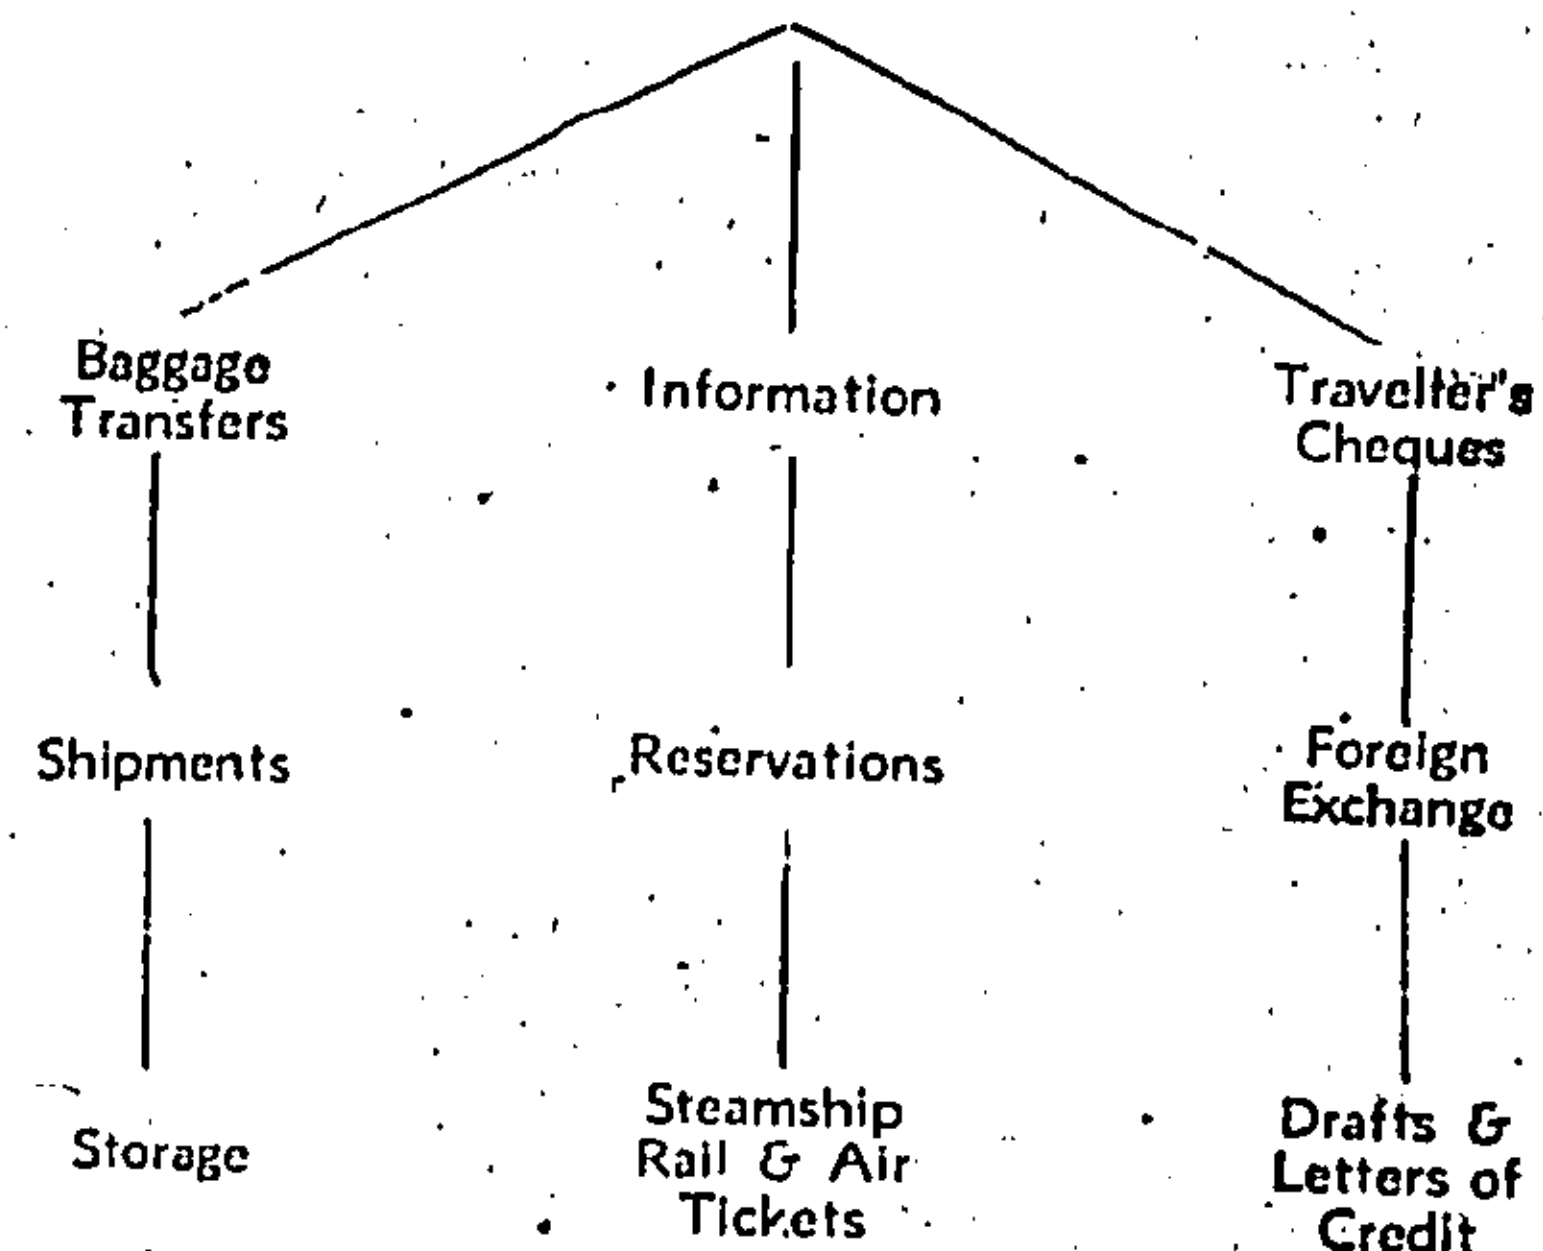 Baggage
Transfers
Information
Traveller's
Cheques
Shipments
Reservations
Foreign
Exchange
Storage
Steamship
Rail & Air
Tickets
Drafts &
Letters of
Credit